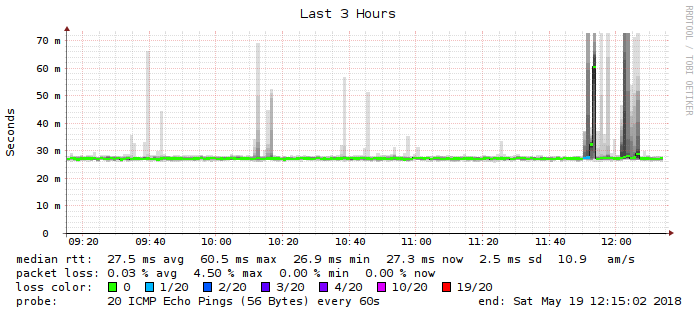 Last 3 Hours
RRDTOOL / TOBI OETIKER
Seconds
70 m
60 m
50 m
40 m
30 m
20 m
10 m
0
09:20 09:40 10:00 10:20 10:40 11:00 11:20 11:40 12:00
median rtt: 27.5 ms avg 60.5 ms max 26.9 ms min 27.3 ms now 2.5 ms sd 10.9 am/s
packet loss: 0.03 % avg 4.50 % max 0.00 % min 0.00 % now
loss color: 0 1/20 2/20 3/20 4/20 10/20 19/20
probe: 20 ICMP Echo Pings (56 Bytes) every 60s end: Sat May 19 12:15:02 2018